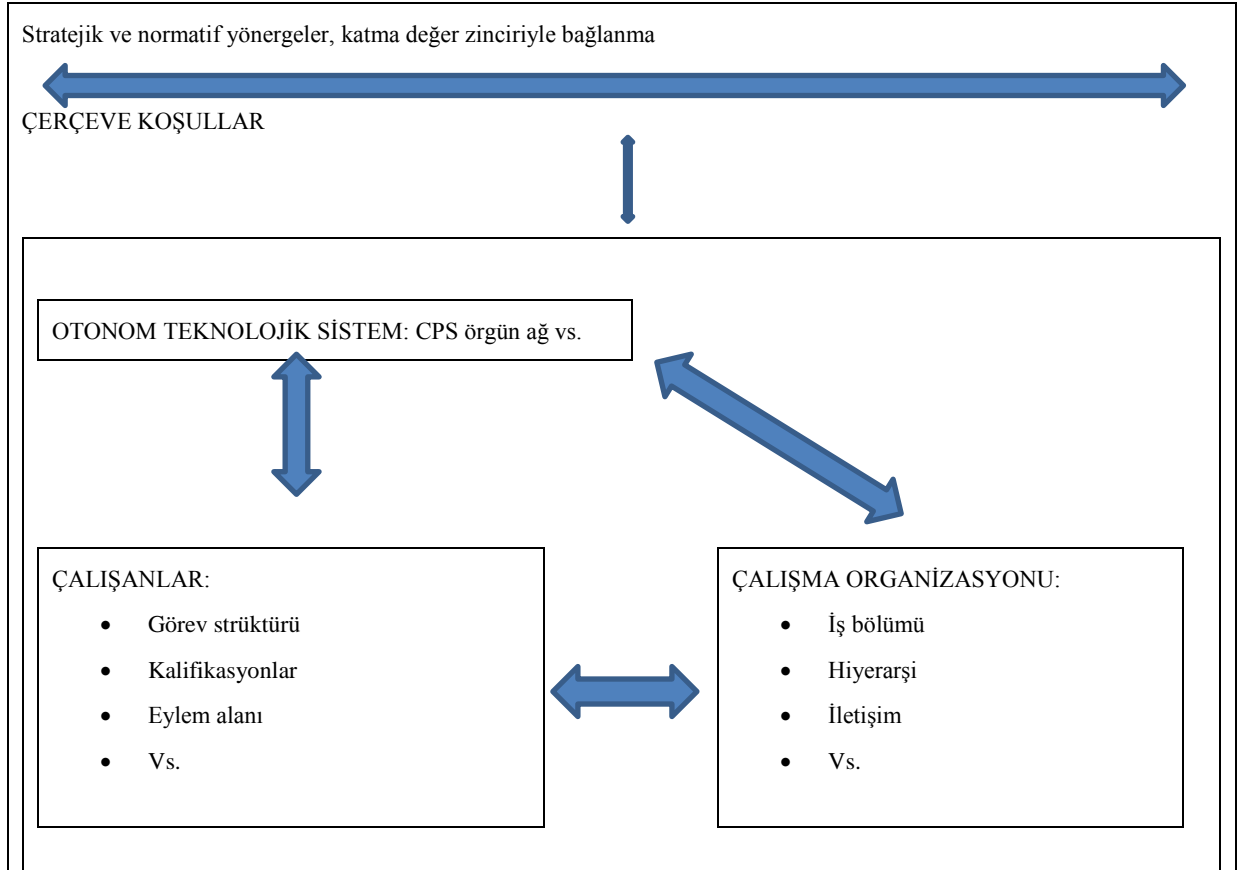 Stratejik ve normatif yönergeler, katma değer zinciriyle bağlanma
ÇERÇEVE KOŞULLAR
OTONOM TEKNOLOJİK SİSTEM: CPS örgün ağ vs.
ÇALIŞANLAR:
• Görev strüktürü
• Kalifikasyonlar
• Eylem alanı
• Vs.
ÇALIŞMA ORGANİZASYONU:
• İş bölümü
• Hiyerarşi
• İletişim
• Vs.